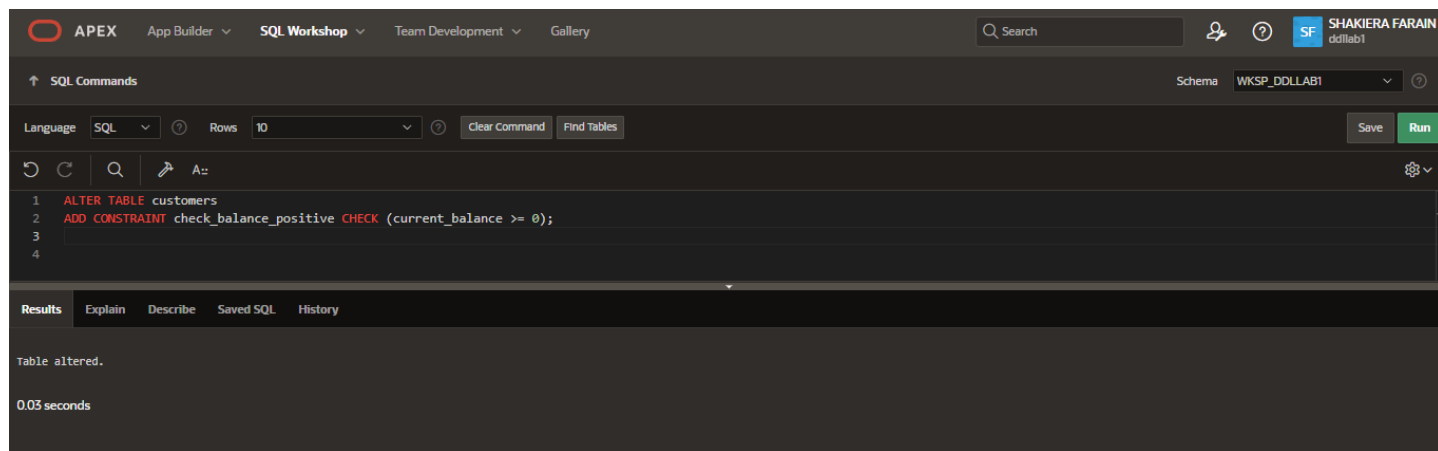 APEX App Builder SQL Workshop Team Development Gallery Search SF SHAKIERA FARAIN
ddllab1
SQL Commands Schema WKSP_DDLLAB1
Language SQL Rows 10 Clear Command Find Tables Save Run
A::
1 ALTER TABLE customers
2 ADD CONSTRAINT check_balance_positive CHECK (current_balance >= 0);
3
4
Results Explain Describe Saved SQL History
Table altered.
0.03 seconds